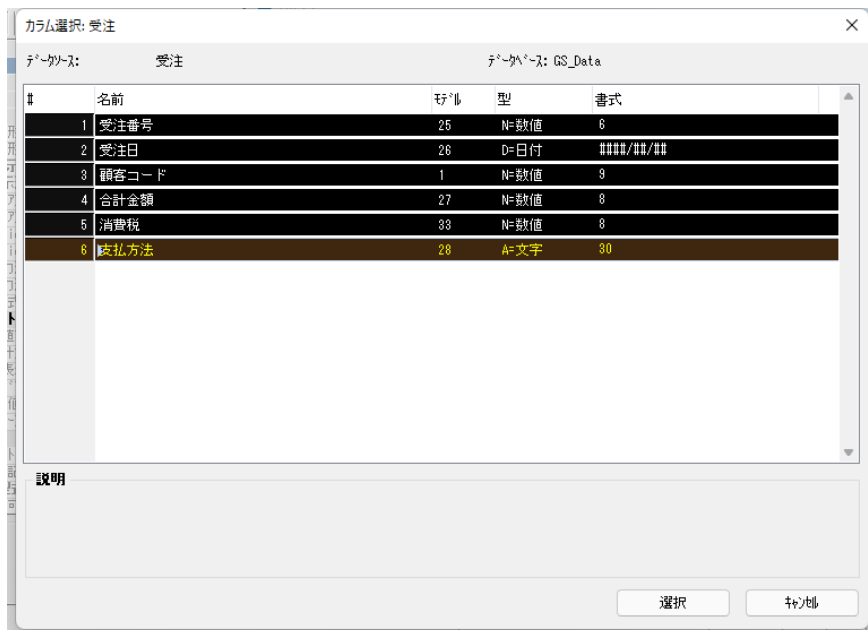 カラム選択: 受注
ﾃﾞｰﾀｿｰｽ: 受注 ﾃﾞｰﾀﾍﾞｰｽ: GS_Data
# 名前 ﾓﾃﾞﾙ 型 書式
1 受注番号 25 N=数値 6
2 受注日 26 D=日付 ####/##/##
3 顧客コード 1 N=数値 9
4 合計金額 27 N=数値 8
5 消費税 33 N=数値 8
6 支払方法 28 A=文字 30
説明
選択 ｷｬﾝｾﾙ